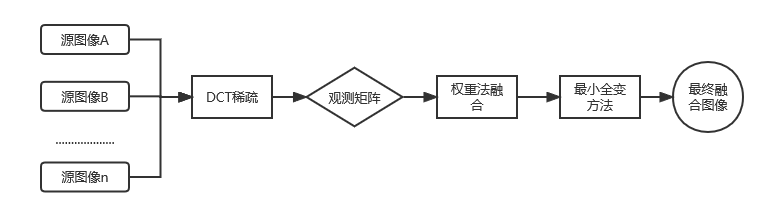 源图像A
源图像B
...................
源图像n
DCT稀疏
观测矩阵
权重法融
合
最小全变
方法
最终融
合图像